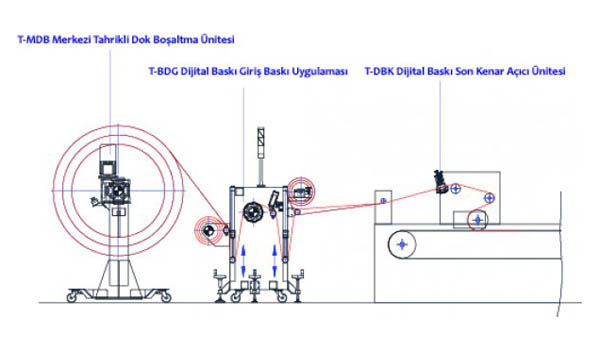 T-MDB Merkezi Tahrikli Dok Boşaltma Ünitesi
T-BDG Dijital Baskı Giriş Baskı Uygulaması
T-DBK Dijital Baskı Son Kenar Açıcı Ünitesi